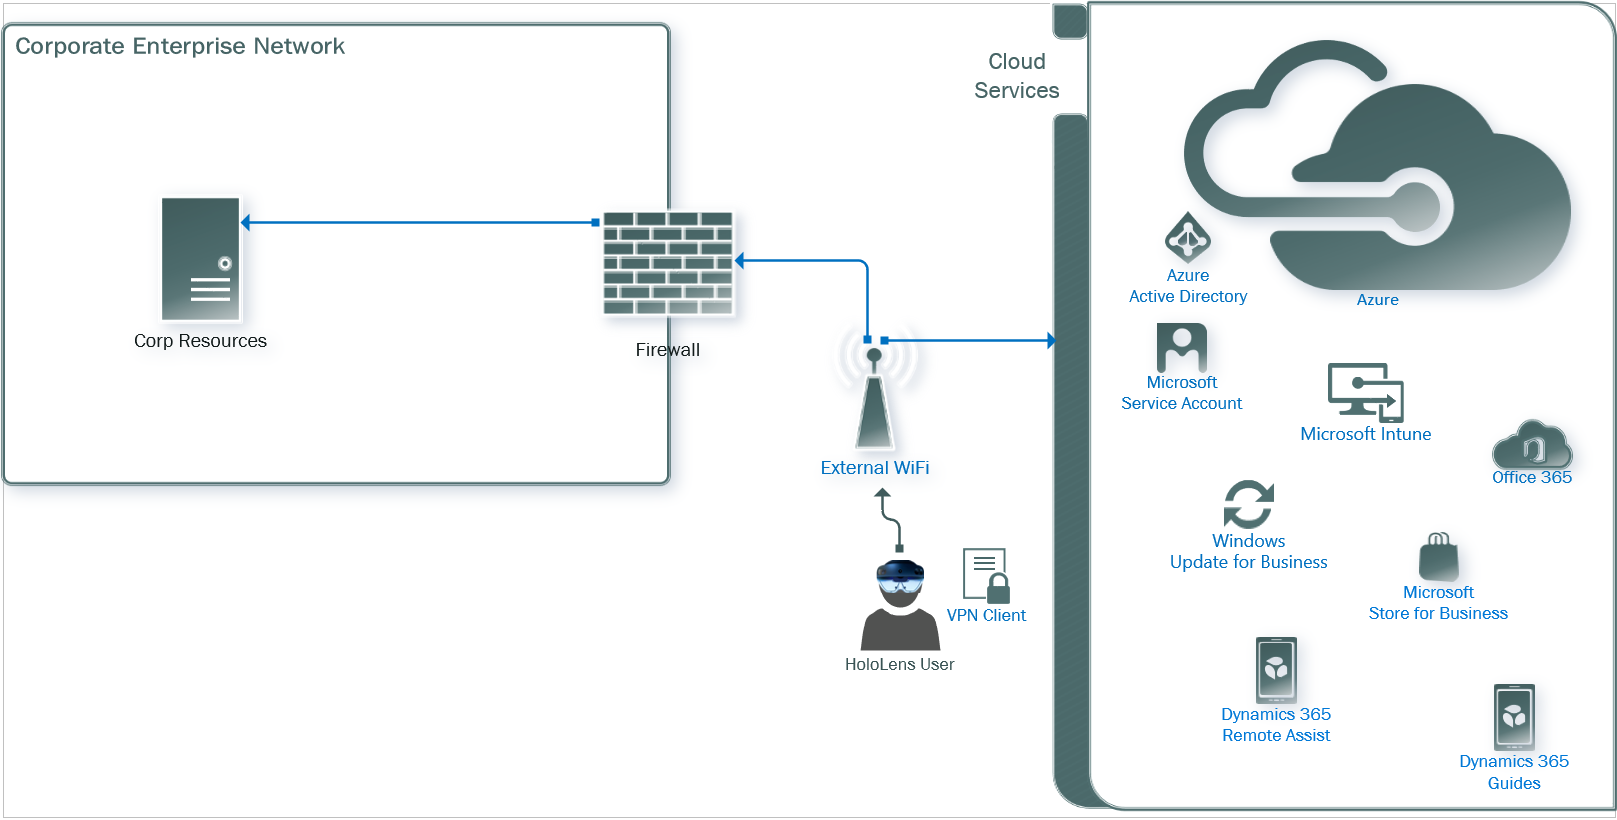 Corporate Enterprise Network
Corp Resources
Firewall
External WiFi
VPN Client
HoloLens User
Cloud
Services
Azure
Azure
Active Directory
Microsoft
Service Account
Microsoft Intune
Office 365
Windows
Update for Business
Microsoft
Store for Business
Dynamics 365
Remote Assist
Dynamics 365
Guides